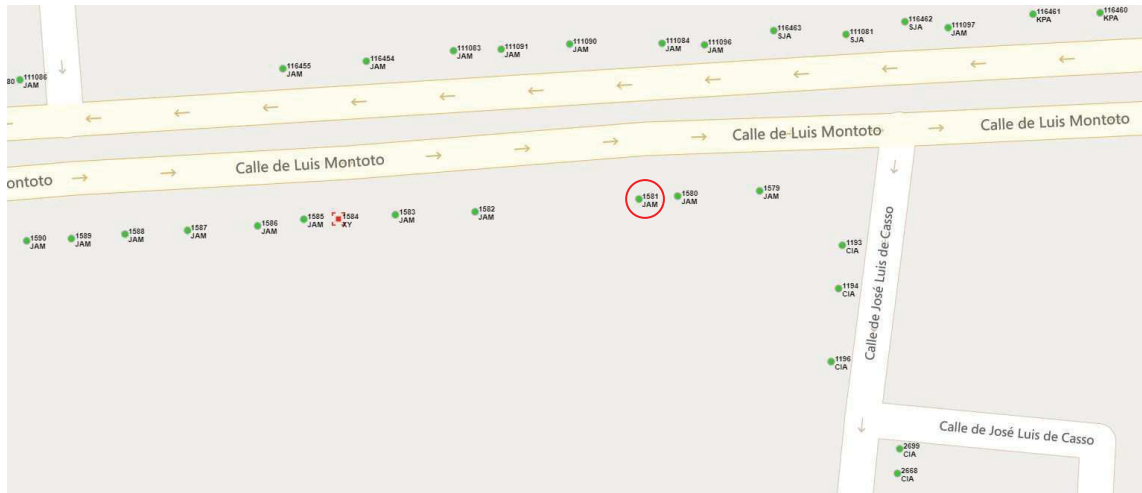 116461
KPA
116460
KPA
116462
SJA
111097
JAM
116463
SJA
111081
SJA
111084
JAM
111096
JAM
111090
JAM
111091
JAM
111083
JAM
116454
JAM
116455
JAM
80
111086
JAM
Calle de Luis Montoto
Calle de Luis Montoto
Calle de Luis Montoto
ontoto
1581
JAM
1580
JAM
1579
JAM
1582
JAM
1583
JAM
1584
XY
1585
JAM
1586
JAM
1587
JAM
1588
JAM
1589
JAM
1590
JAM
1193
CIA
1194
CIA
1196
CIA
Calle de José Luis de Casso
Calle de José Luis de Casso
2699
CIA
2668
CIA